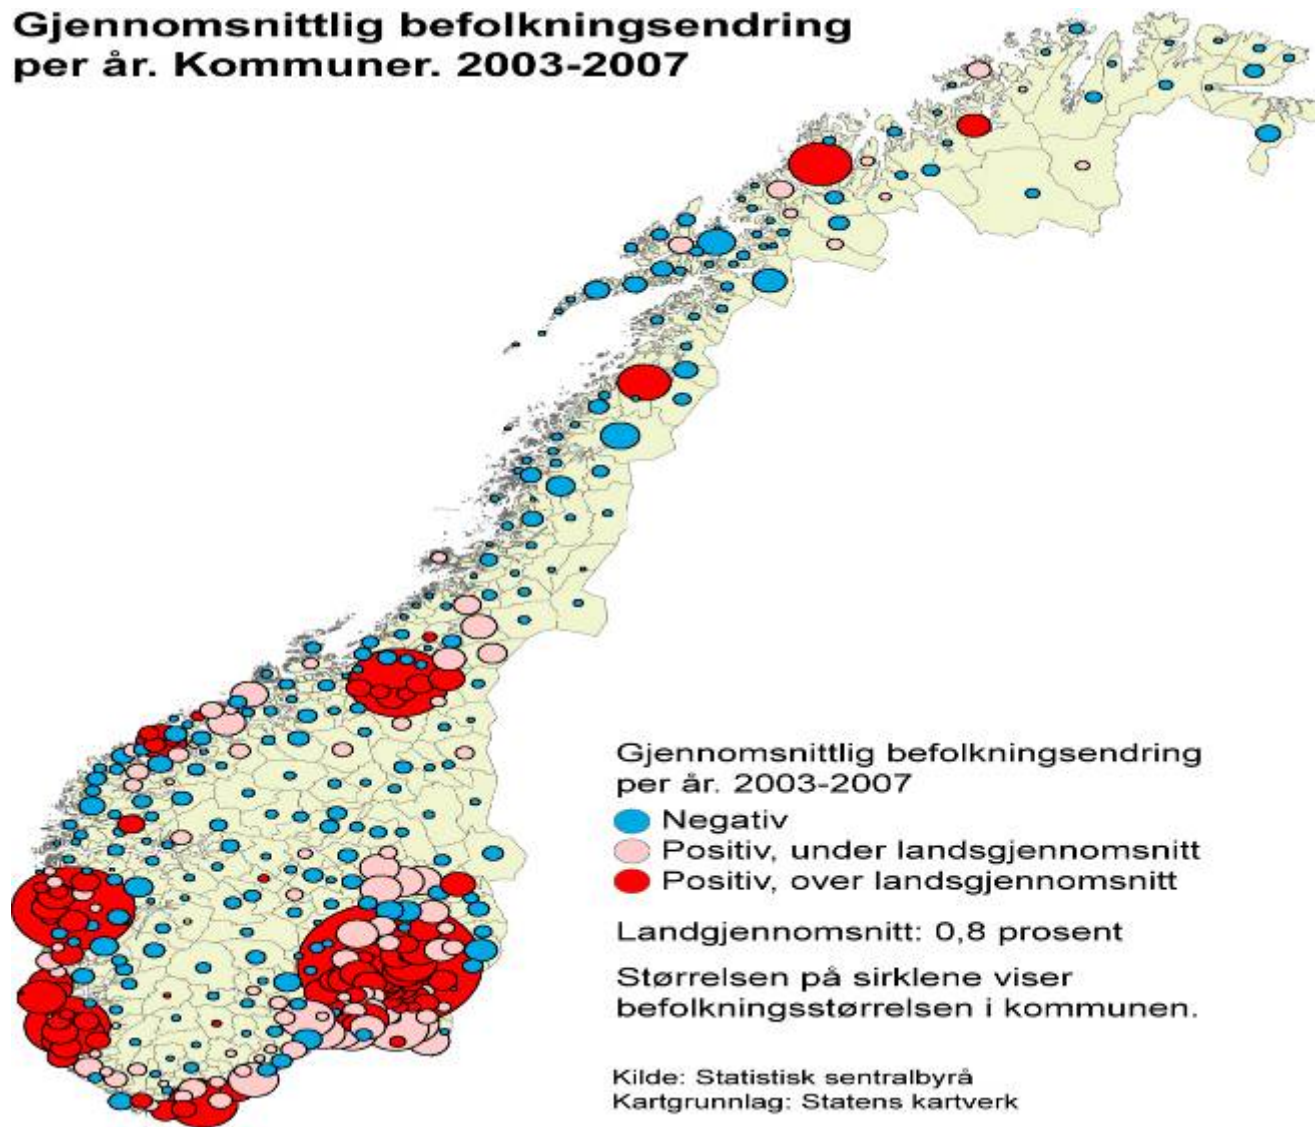 Gjennomsnittlig befolkningsendring
per år. Kommuner. 2003-2007
Gjennomsnittlig befolkningsendring
per år. 2003-2007
Negativ
Positiv, under landsgjennomsnitt
Positiv, over landsgjennomsnitt
Landgjennomsnitt: 0,8 prosent
Størrelsen på sirklene viser
befolkningsstørrelsen i kommunen.
Kilde: Statistisk sentralbyrå
Kartgrunnlag: Statens kartverk